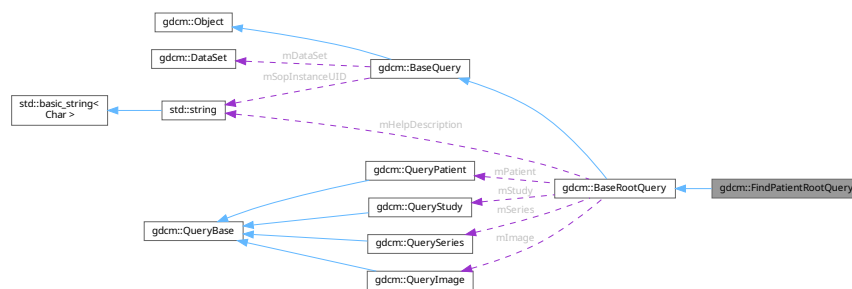 gdcm::Object
gdcm::DataSet
mDataSet
gdcm::BaseQuery
mSopInstanceUID
std::basic_string<
Char >
std::string
mHelpDescription
gdcm::QueryPatient
mPatient
gdcm::BaseRootQuery
gdcm::FindPatientRootQuery
mStudy
gdcm::QueryStudy
mSeries
gdcm::QueryBase
gdcm::QuerySeries
mImage
gdcm::QueryImage